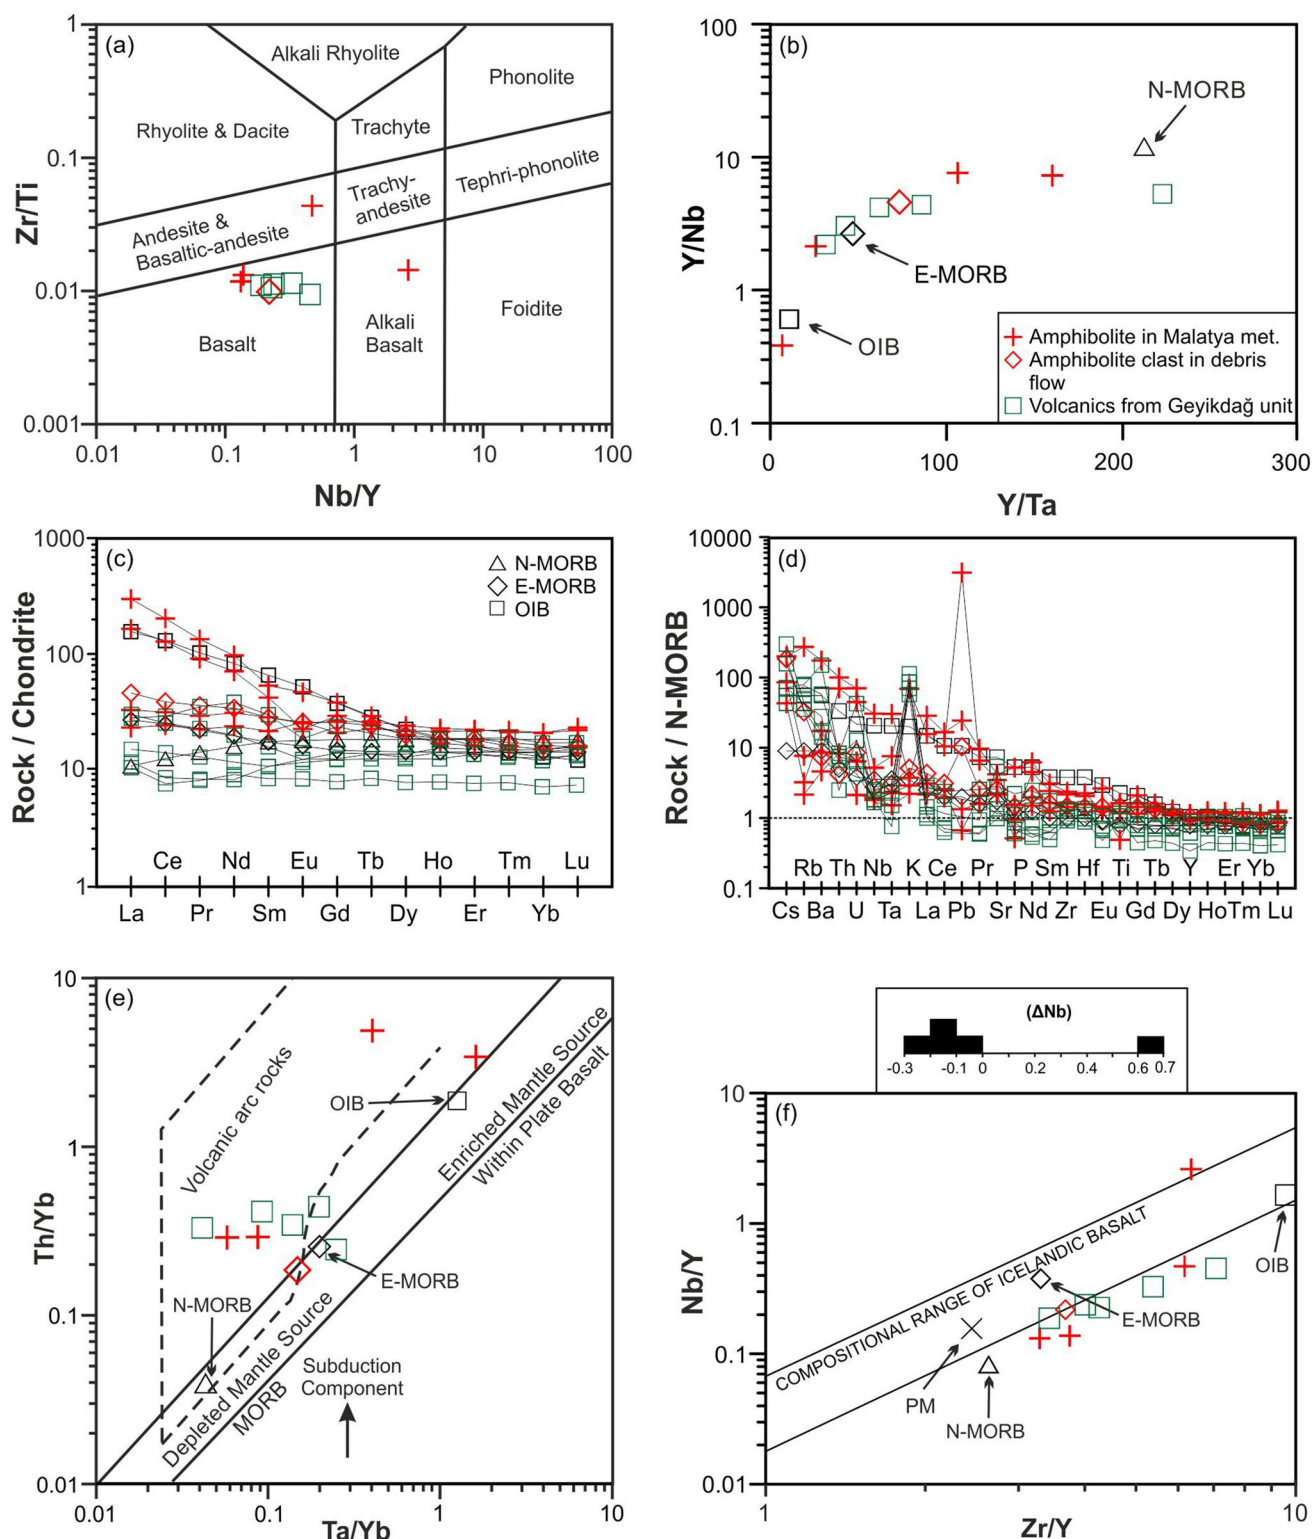 (a)
Alkali Rhyolite
Phonolite
Rhyolite & Dacite
Trachyte
Tephri-phonolite
Trachy-
andesite
Andesite &
Basaltic-andesite
Basalt
Alkali
Basalt
Foidite
1
0.1
0.01
0.001
0.01
0.1
1
10
100
Zr/Ti
Nb/Y
(b)
N-MORB
E-MORB
OIB
Amphibolite in Malatya met.
Amphibolite clast in debris
flow
Volcanics from Geyikdağ unit
100
10
1
0.1
0
100
200
300
Y/Nb
Y/Ta
(c)
N-MORB
E-MORB
OIB
1000
100
10
1
Rock / Chondrite
Ce
Nd
Eu
Tb
Ho
Tm
Lu
La
Pr
Sm
Gd
Dy
Er
Yb
(d)
10000
1000
100
10
1
0.1
Rock / N-MORB
Rb
Th
Nb
K
Ce
Pr
P
Sm
Hf
Ti
Tb
Y
Er
Yb
Cs
Ba
U
Ta
La
Pb
Sr
Nd
Zr
Eu
Gd
Dy
Ho
Tm
Lu
(e)
Volcanic arc rocks
OIB
Enriched Mantle Source
Within Plate Basalt
E-MORB
N-MORB
Depleted Mantle Source
MORB
Subduction
Component
10
1
0.1
0.01
0.01
0.1
1
10
Th/Yb
Ta/Yb
(ΔNb)
-0.3
-0.1
0
0.2
0.4
0.6
0.7
(f)
COMPOSITIONAL RANGE OF ICELANDIC BASALT
OIB
E-MORB
PM
N-MORB
10
1
0.1
0.01
1
10
Nb/Y
Zr/Y